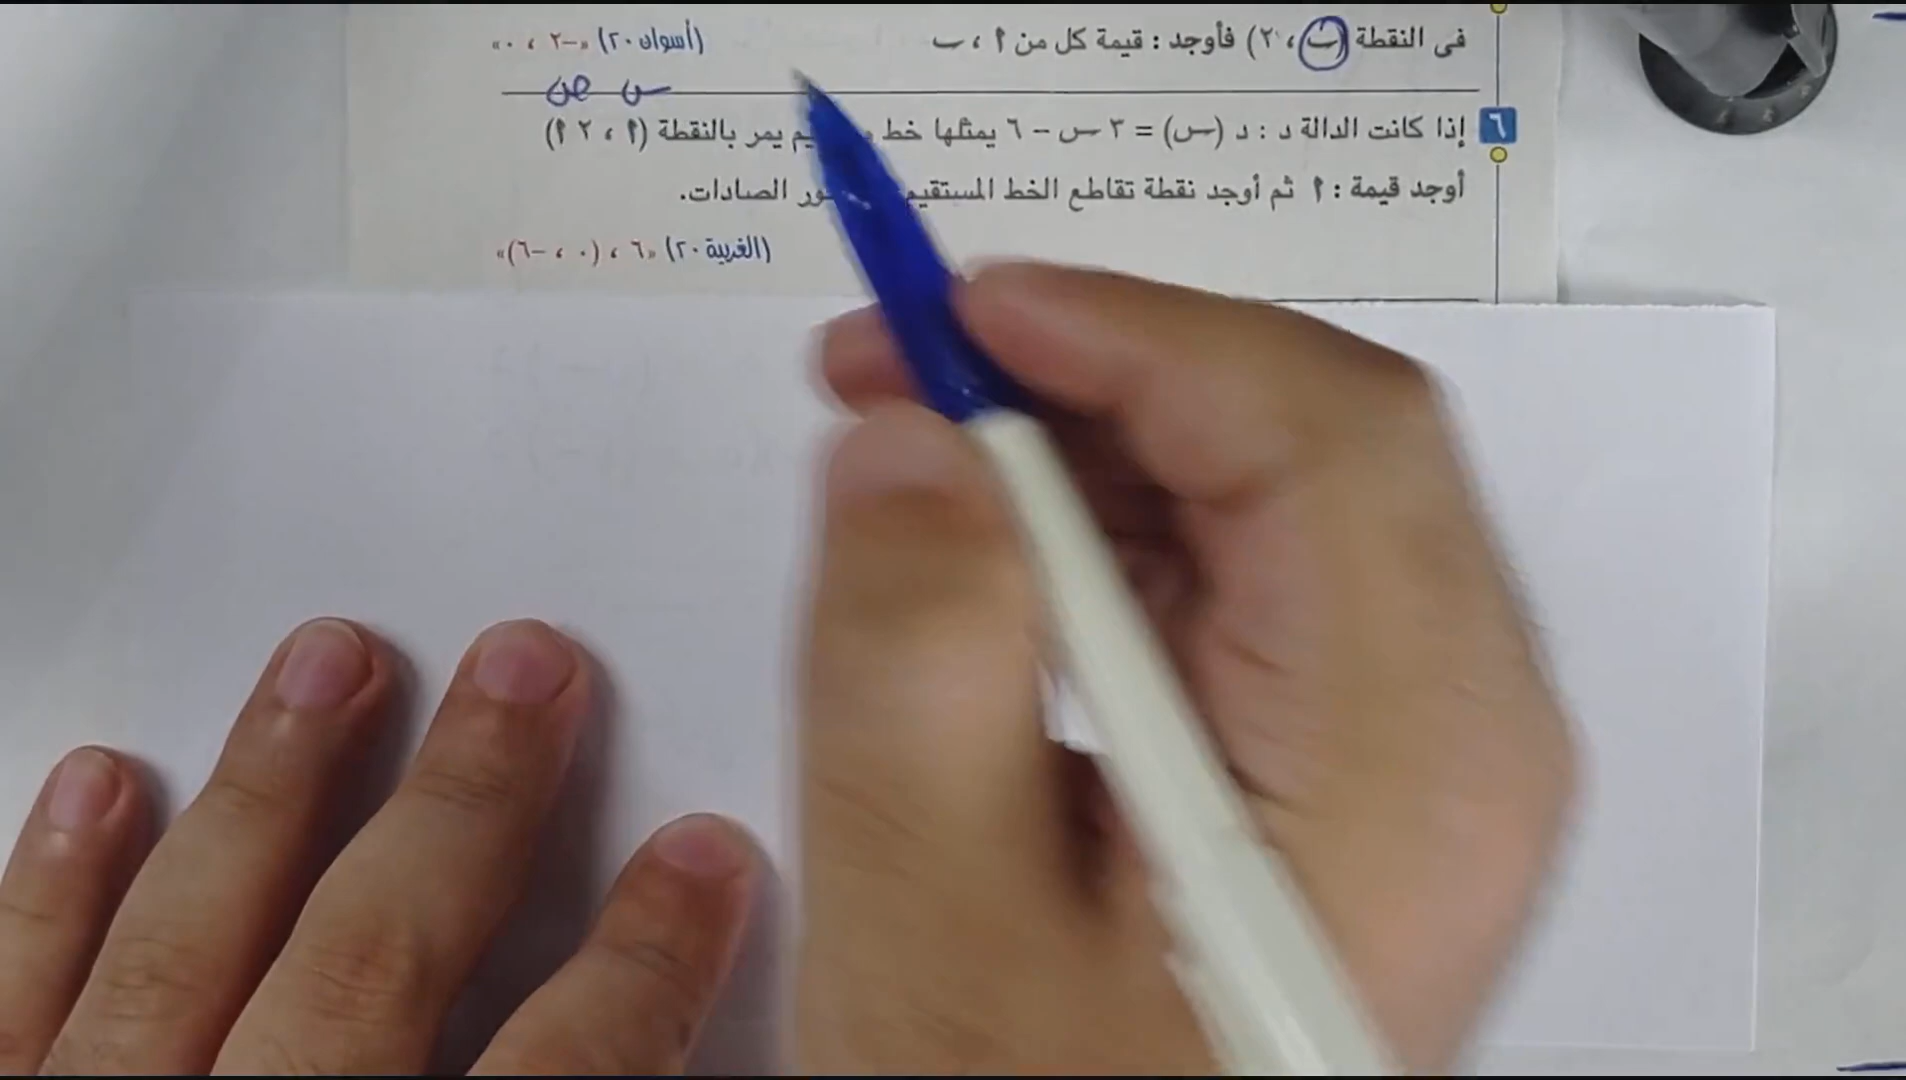 فى النقطة (ب ، ٢) فأوجد : قيمة كل من ٢ ، ب (أسوان ٢٠) «-٢ ، ٠»
س ص
٦ إذا كانت الدالة د : د (س) = ٣ س - ٦ يمثلها خط يمر بالنقطة (٢ ، ٢ ٢)
أوجد قيمة : ٢ ثم أوجد نقطة تقاطع الخط المستقيم الصادات.
(الغربية ٢٠) «٦ ، (٠ ، -٦)»